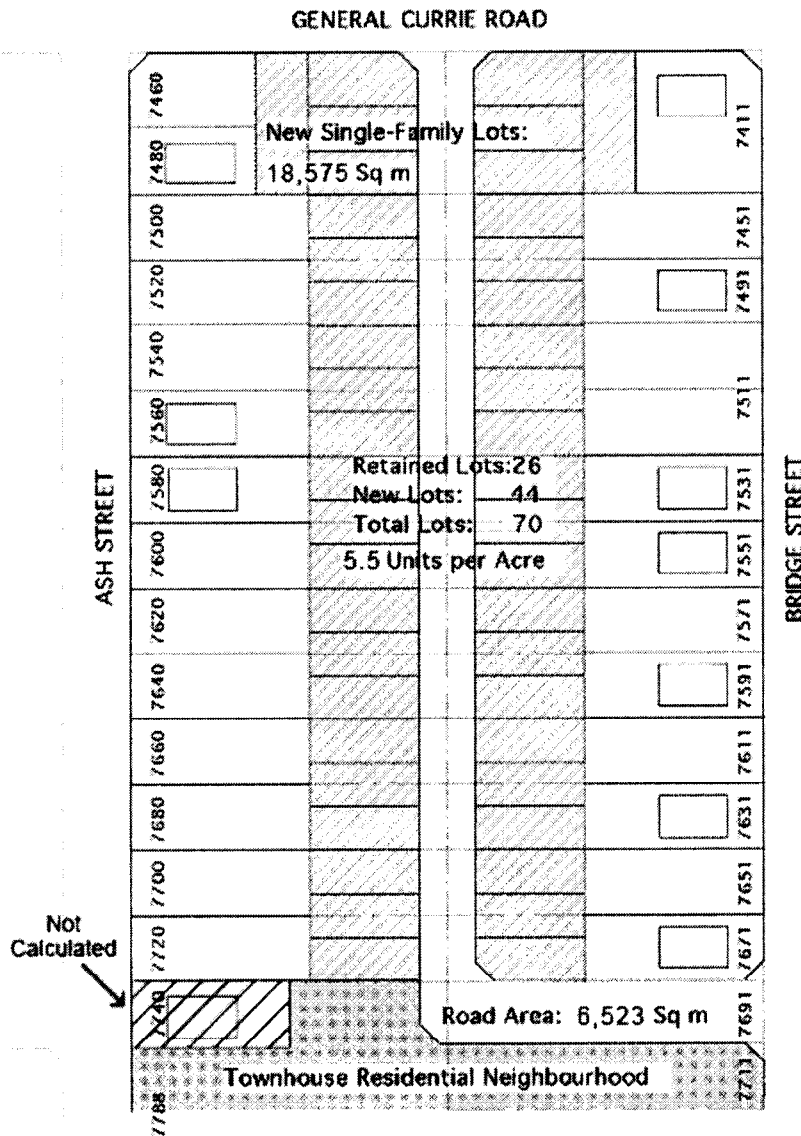 GENERAL CURRIE ROAD
7460
7480
7500
7520
7540
7560
7580
7600
7620
7640
7660
7680
7700
7720
7740
7788
ASH STREET
New Single-Family Lots:
18,575 Sq m
Retained Lots:26
New Lots: 44
Total Lots: 70
5.5 Units per Acre
7411
7451
7491
7511
7531
7551
7571
7591
7611
7631
7651
7671
7691
7711
BRIDGE STREET
Not
Calculated
Road Area: 6,523 Sq m
Townhouse Residential Neighbourhood